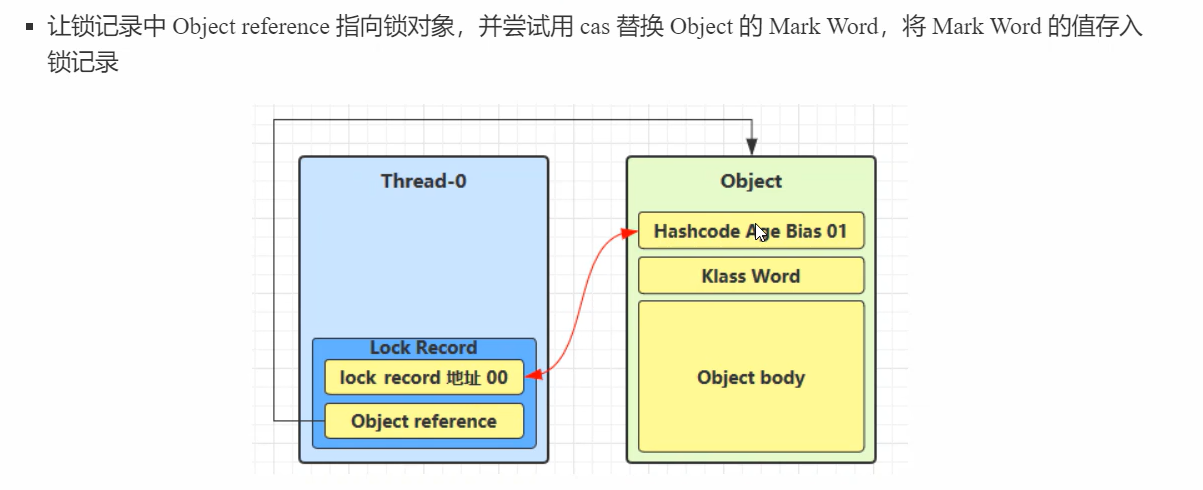 让锁记录中 Object reference 指向锁对象，并尝试用 cas 替换 Object 的 Mark Word，将 Mark Word 的值存入
锁记录
Thread-0
Object
Hashcode Age Bias 01
Klass Word
Lock Record
lock record 地址 00
Object body
Object reference